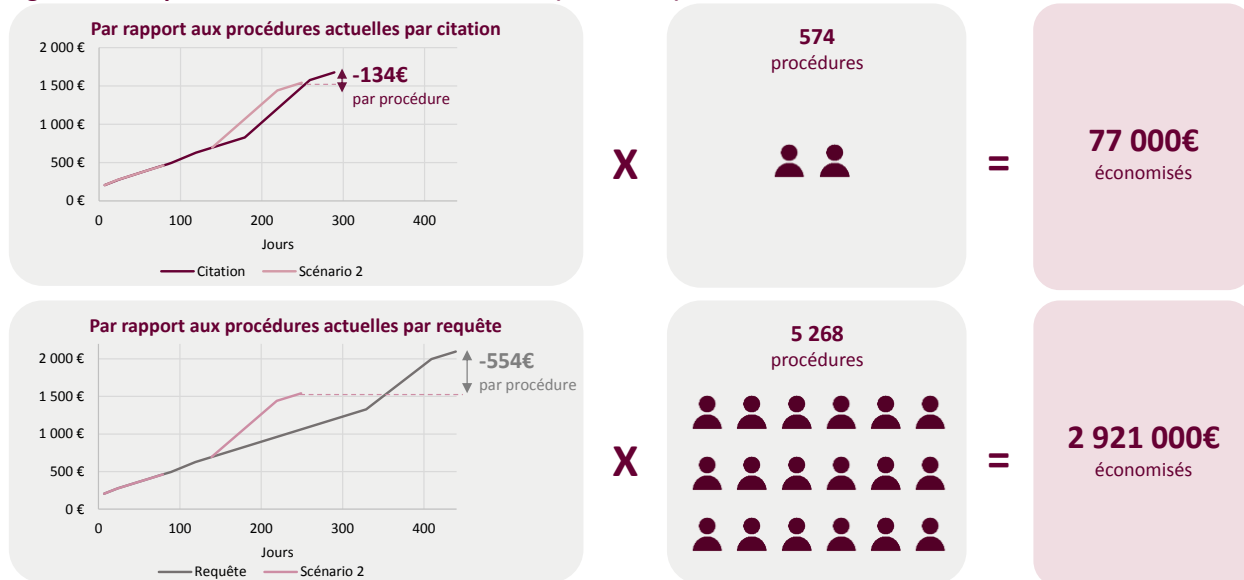 Par rapport aux procédures actuelles par citation
2 000 €
1 500 €
1 000 €
500 €
0 €
0
100
200
300
400
Jours
Citation
Scénario 2
-134€
par procédure
X
574
procédures
=
77 000€
économisés
Par rapport aux procédures actuelles par requête
2 000 €
1 500 €
1 000 €
500 €
0 €
0
100
200
300
400
Jours
Requête
Scénario 2
-554€
par procédure
X
5 268
procédures
=
2 921 000€
économisés